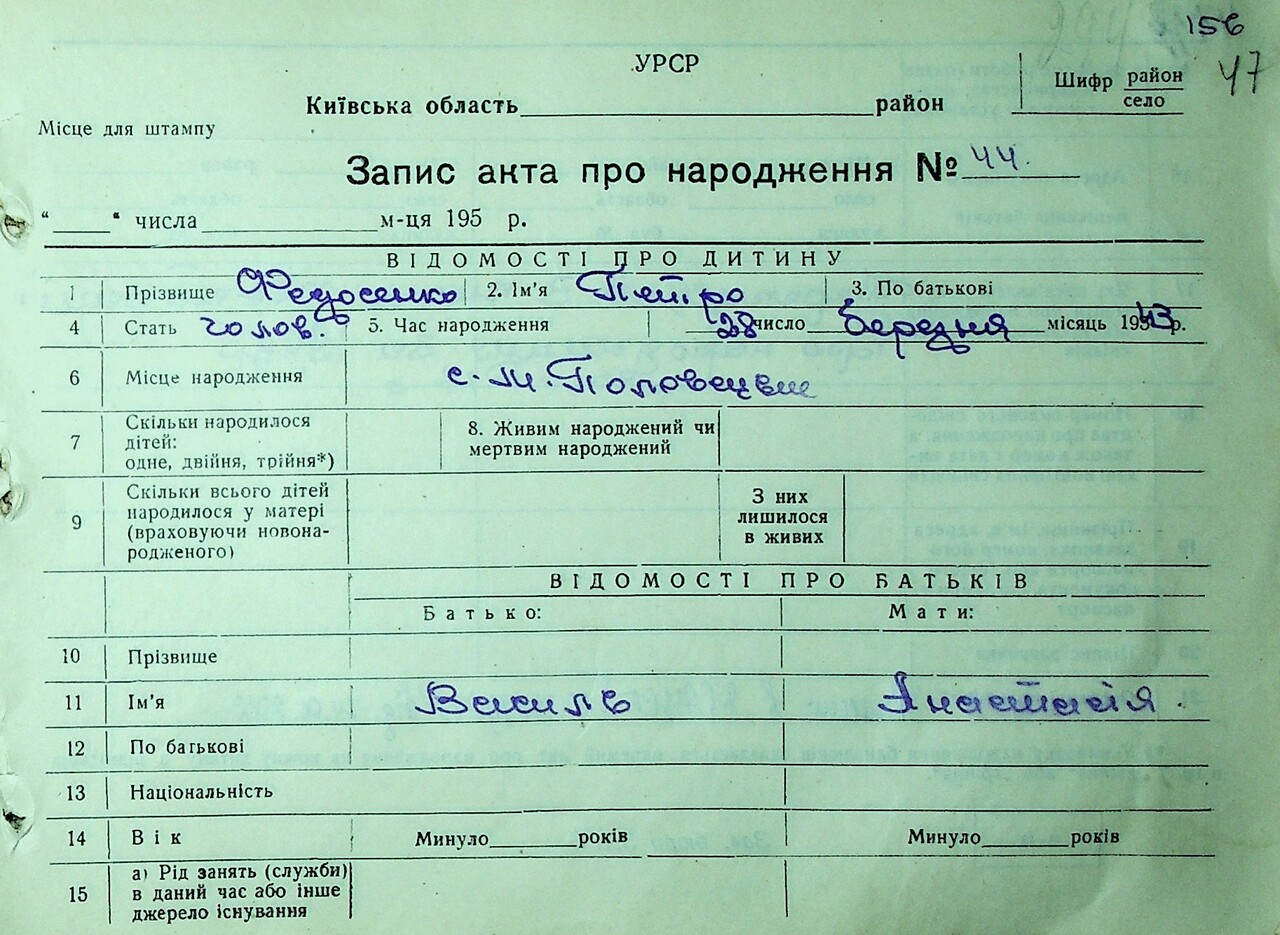 156
47
УРСР
Київська область район
Шифр район
село
Місце для штампу
Запис акта про народження № 44.
“ “ числа м-ця 195 р.
ВІДОМОСТІ ПРО ДИТИНУ
1 Прізвище Федосенко 2. Ім’я Петро 3. По батькові
4 Стать чолов. 5. Час народження 28 число березня місяць 1943 р.
6 Місце народження с. М. Половецьке
7 Скільки народилося
дітей:
одне, двійня, трійня*)
8. Живим народжений чи
мертвим народжений
9 Скільки всього дітей
народилося у матері
(враховуючи новона-
родженого)
З них
лишилося
в живих
ВІДОМОСТІ ПРО БАТЬКІВ
Батько: Мати:
10 Прізвище
11 Ім’я Василь Анастасія.
12 По батькові
13 Національність
14 Вік Минуло років Минуло років
15 а) Рід занять (служби)
в даний час або інше
джерело існування